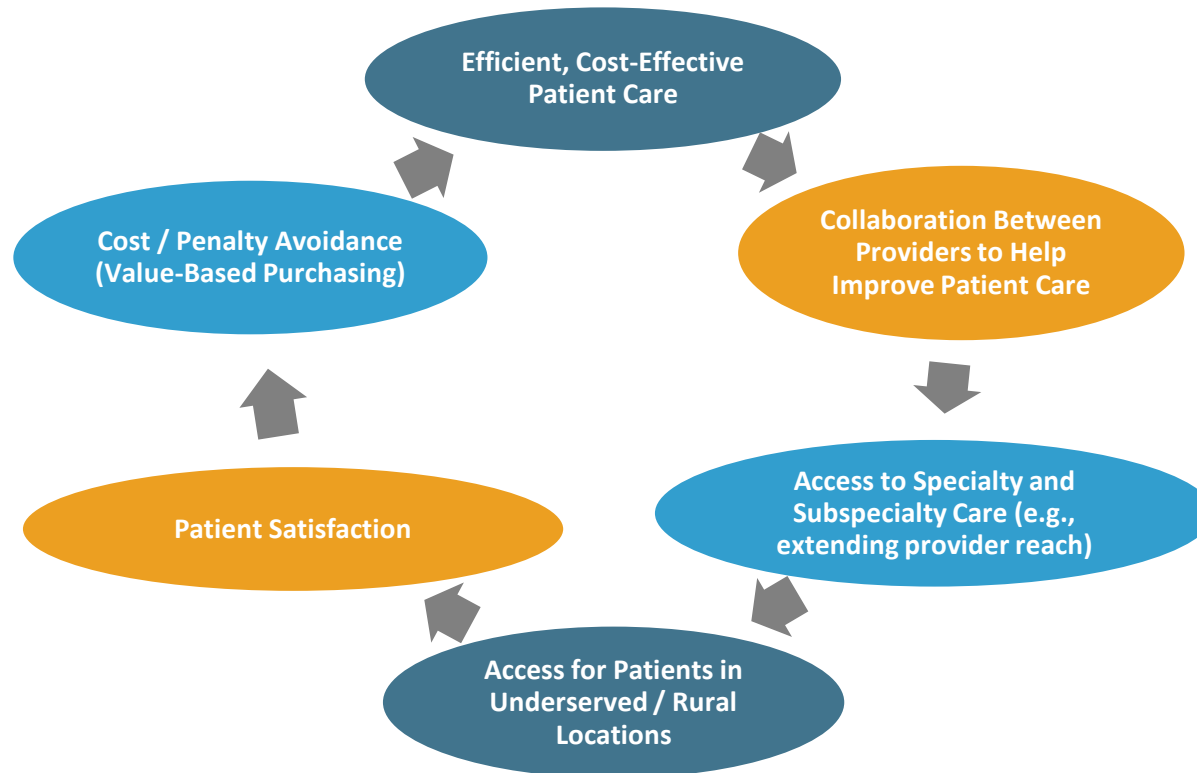 Efficient, Cost-Effective
Patient Care
Collaboration Between
Providers to Help
Improve Patient Care
Access to Specialty and
Subspecialty Care (e.g.,
extending provider reach)
Access for Patients in
Underserved / Rural
Locations
Patient Satisfaction
Cost / Penalty Avoidance
(Value-Based Purchasing)